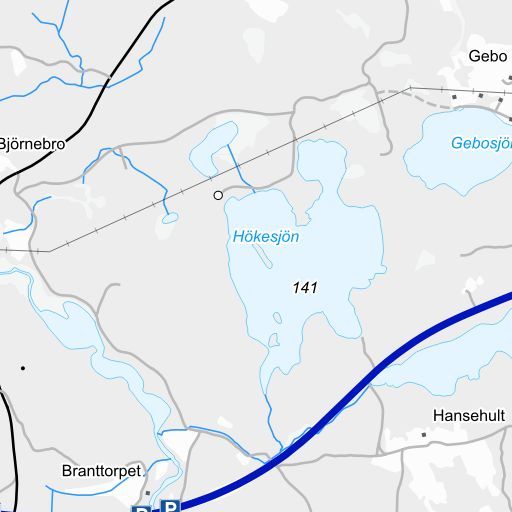 Gebo
Björnebro
Gebosjön
Hökesjön
141
Hansehult
Branttorpet
P
P